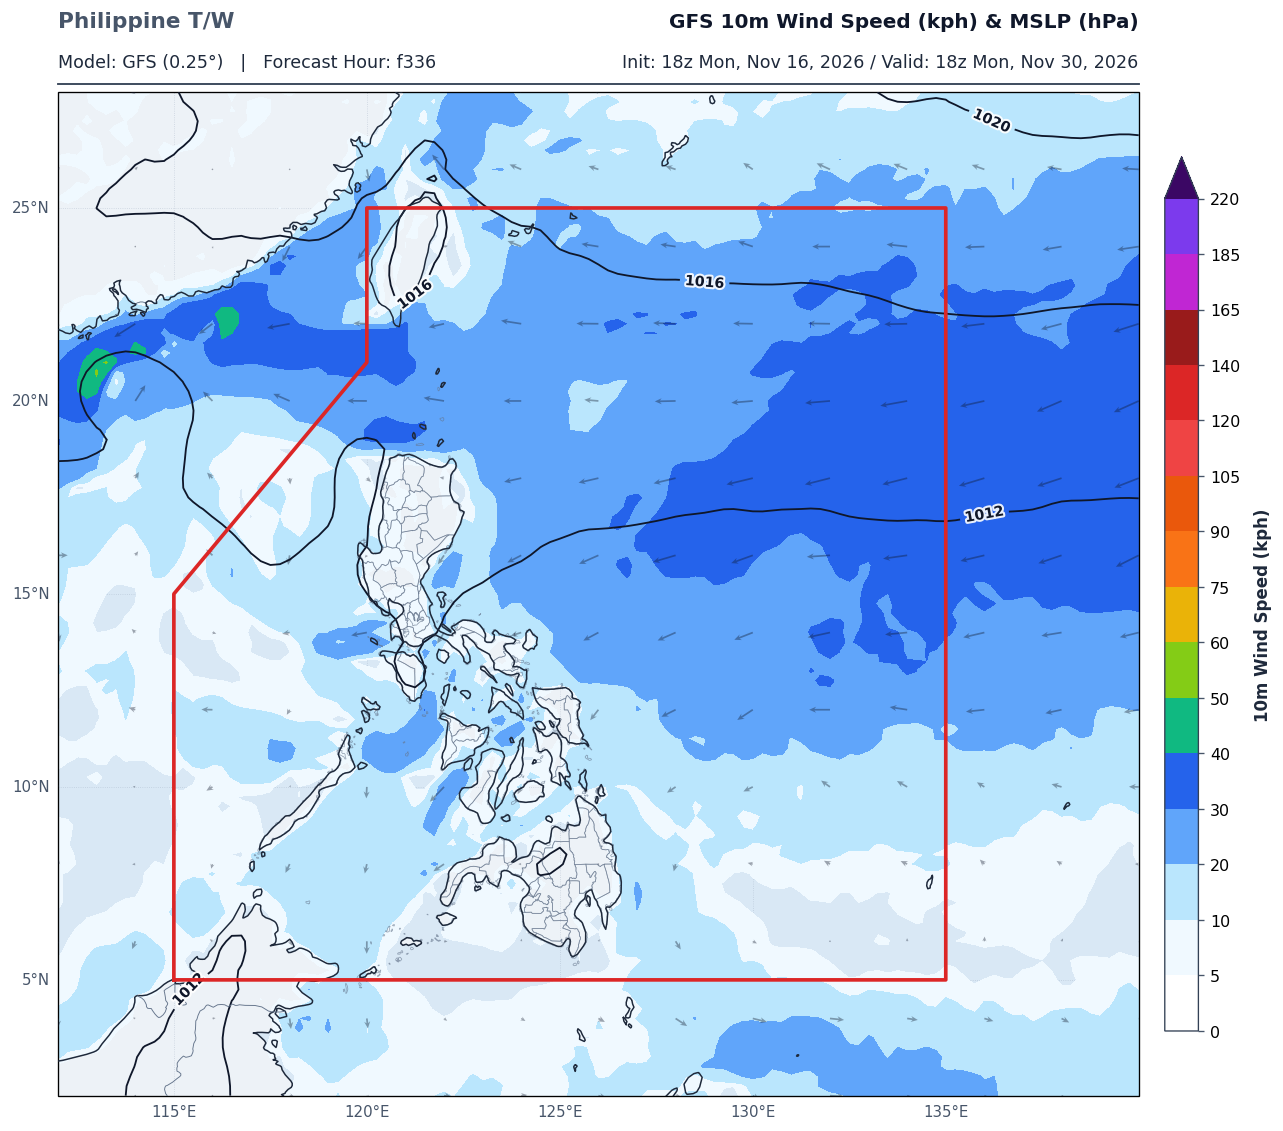 Philippine T/W
GFS 10m Wind Speed (kph) & MSLP (hPa)
Model: GFS (0.25°) | Forecast Hour: f336
Init: 18z Mon, Nov 16, 2026 / Valid: 18z Mon, Nov 30, 2026
1020
25°N
1016
1016
20°N
1012
15°N
10°N
5°N
1012
115°E
120°E
125°E
130°E
135°E
220
185
165
140
120
105
90
75
60
50
40
30
20
10
5
0
10m Wind Speed (kph)